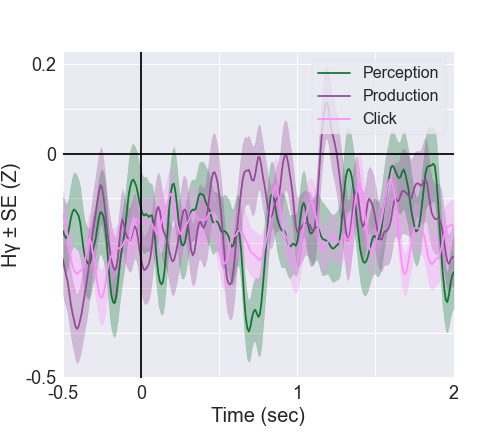 Perception
Production
Click
0.2
0
-0.5
Hγ ± SE (Z)
-0.5 0 1 2
Time (sec)